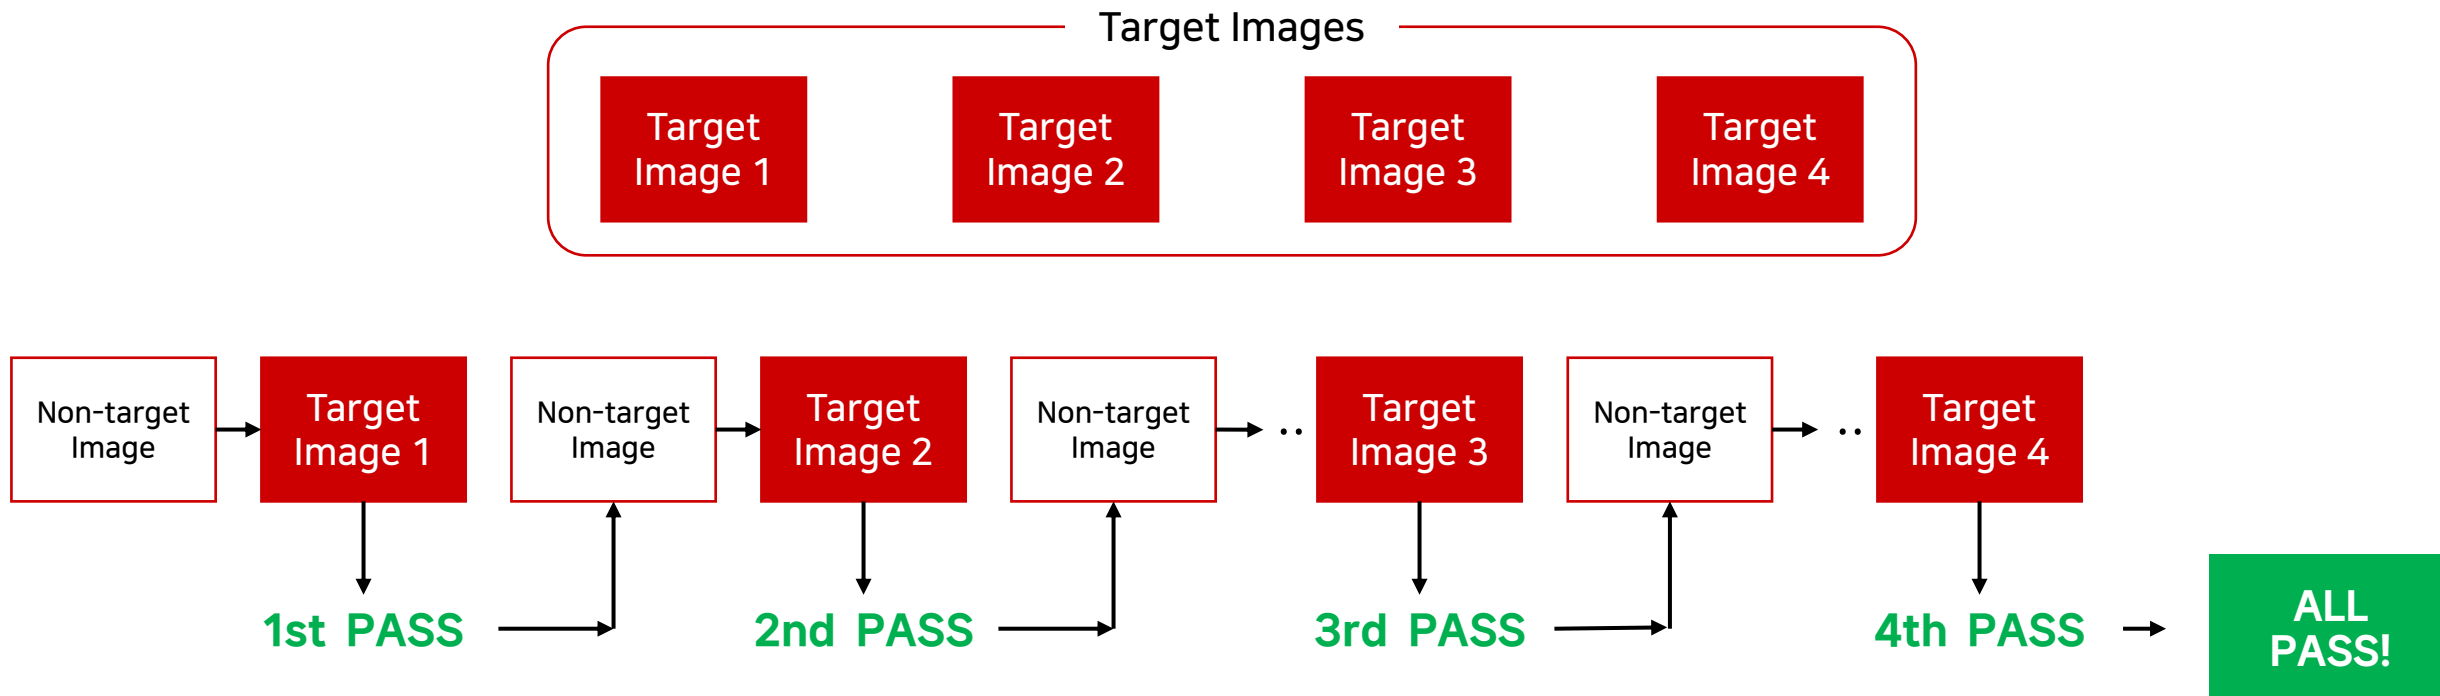 Target Images
Target
Image 1
Target
Image 2
Target
Image 3
Target
Image 4
Non-target
Image
Target
Image 1
Non-target
Image
Target
Image 2
Non-target
Image
..
Target
Image 3
Non-target
Image
..
Target
Image 4
1st PASS
2nd PASS
3rd PASS
4th PASS
ALL
PASS!